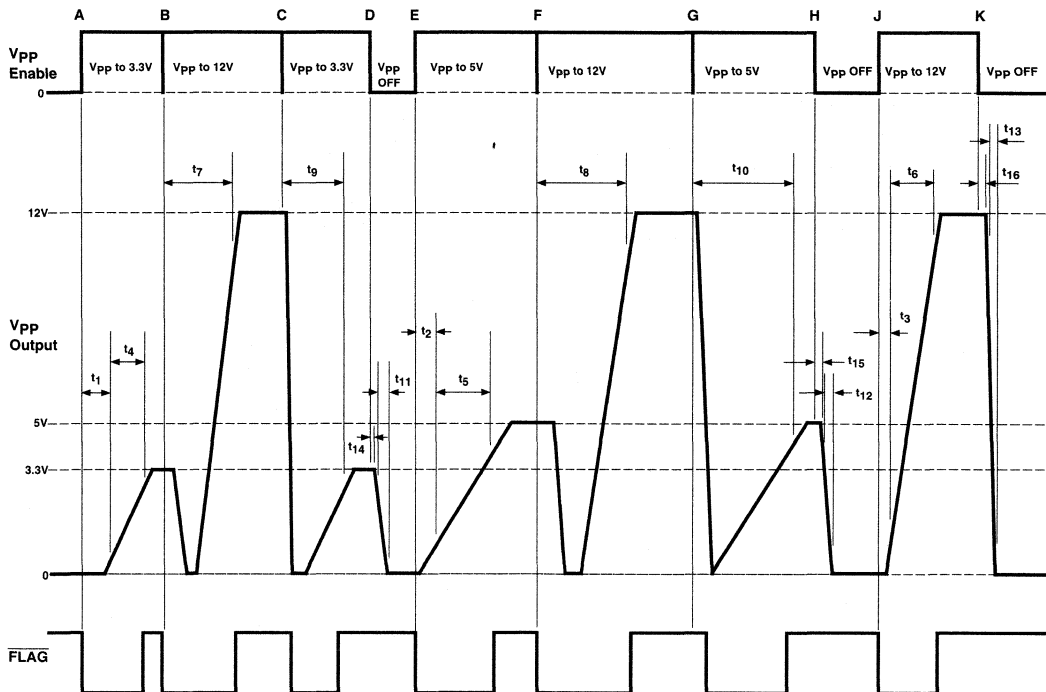 A B C D E F G H J K
VPP Enable
VPP to 3.3V
VPP to 12V
VPP to 3.3V
VPP OFF
VPP to 5V
VPP to 12V
VPP to 5V
VPP OFF
VPP to 12V
VPP OFF
0
t13
t7
t9
t8
t10
t6
t16
12V
VPP Output
t2
t3
t4
t15
t1
t11
t5
t12
5V
t14
3.3V
0
FLAG